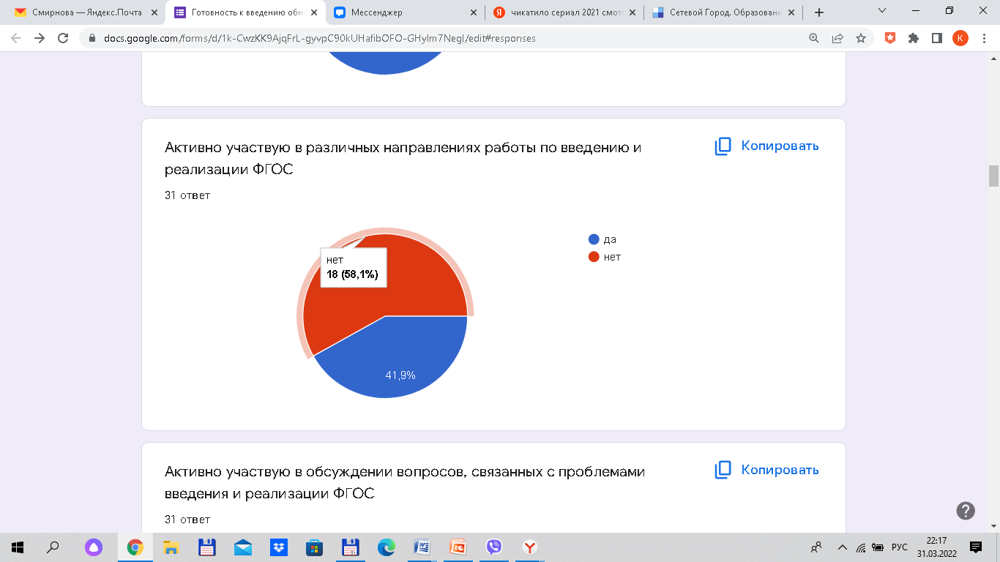 Смирнова — Яндекс.Почта
Готовность к введению обн
Мессенджер
чикатило сериал 2021 смот
Сетевой Город. Образовани
docs.google.com/forms/d/1k-CwzKK9AjqFrL-gyvpC90kUHafibOFO-GHyIm7NegI/edit#responses
К
Активно участвую в различных направлениях работы по введению и
реализации ФГОС
Копировать
31 ответ
да
нет
нет
18 (58,1%)
41,9%
Активно участвую в обсуждении вопросов, связанных с проблемами
введения и реализации ФГОС
Копировать
31 ответ
РУС
22:17
31.03.2022